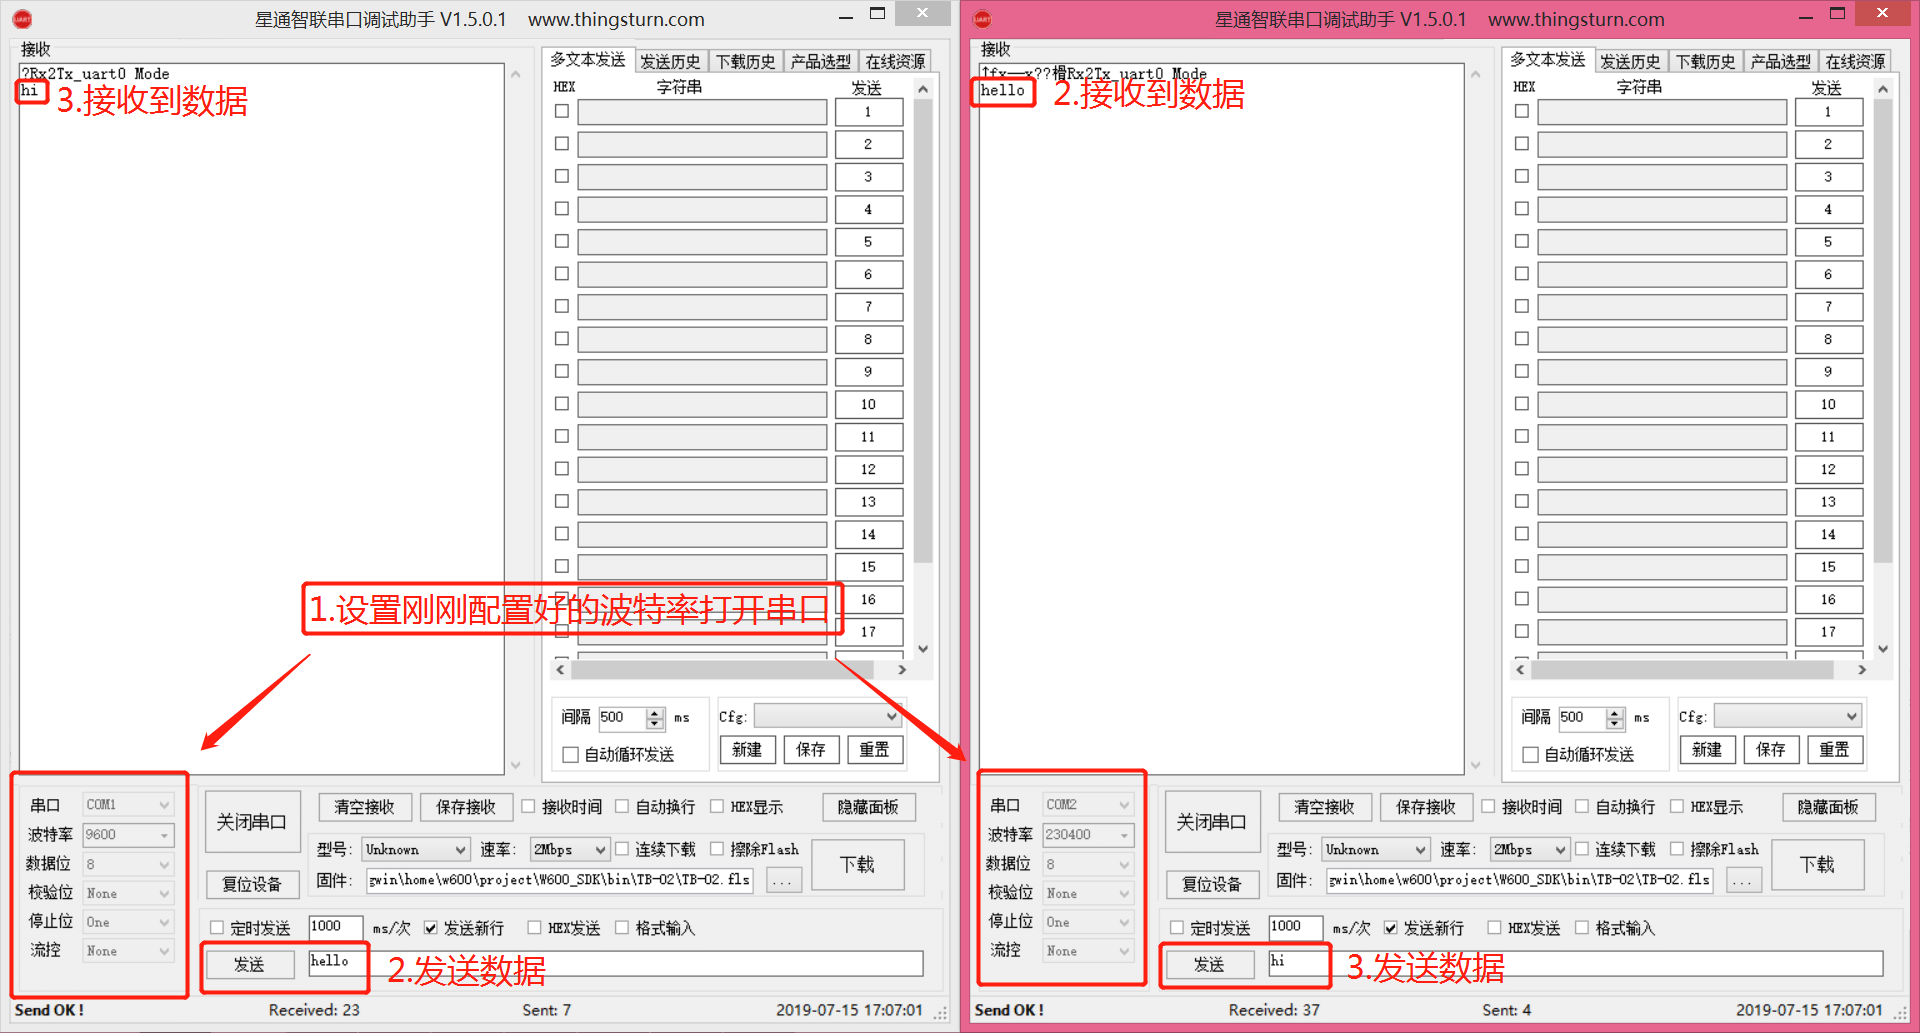 星通智联串口调试助手 V1.5.0.1    www.thingsturn.com
接收
?Rx2Tx_uart0 Mode
hi
3.接收到数据
多文本发送 发送历史 下载历史 产品选型 在线资源
HEX 字符串 发送
1
2
3
4
5
6
7
8
9
10
11
12
13
14
15
16
17
1.设置刚刚配置好的波特率打开串口
间隔 500 ms
自动循环发送
Cfg:
新建 保存 重置
串口 COM1
波特率 9600
数据位 8
校验位 None
停止位 One
流控 None
关闭串口
复位设备
清空接收 保存接收 接收时间 自动换行 HEX显示 隐藏面板
型号: Unknown 速率: 2Mbps 连续下载 擦除Flash
固件: gwin\home\w600\project\W600_SDK\bin\TB-02\TB-02.fls ...
下载
定时发送 1000 ms/次 发送新行 HEX发送 格式输入
发送 hello
2.发送数据
Send OK ! Received: 23 Sent: 7 2019-07-15 17:07:01
星通智联串口调试助手 V1.5.0.1    www.thingsturn.com
接收
↑fx—x??榾Rx2Tx_uart0 Mode
hello
2.接收到数据
多文本发送 发送历史 下载历史 产品选型 在线资源
HEX 字符串 发送
1
2
3
4
5
6
7
8
9
10
11
12
13
14
15
16
17
间隔 500 ms
自动循环发送
Cfg:
新建 保存 重置
串口 COM2
波特率 230400
数据位 8
校验位 None
停止位 One
流控 None
关闭串口
复位设备
清空接收 保存接收 接收时间 自动换行 HEX显示 隐藏面板
型号: Unknown 速率: 2Mbps 连续下载 擦除Flash
固件: gwin\home\w600\project\W600_SDK\bin\TB-02\TB-02.fls ...
下载
定时发送 1000 ms/次 发送新行 HEX发送 格式输入
发送 hi
3.发送数据
Send OK ! Received: 37 Sent: 4 2019-07-15 17:07:01